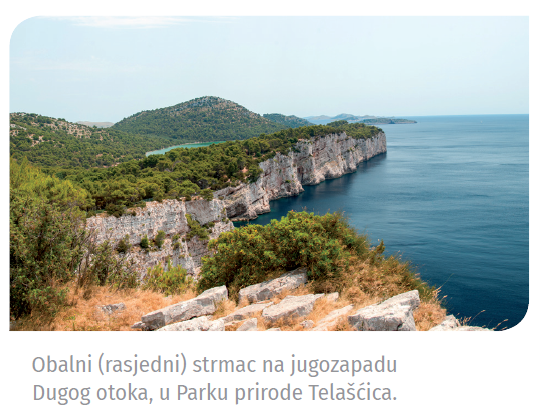 Obalni (rasjedni) strmac na jugozapadu
Dugog otoka, u Parku prirode Telašćica.